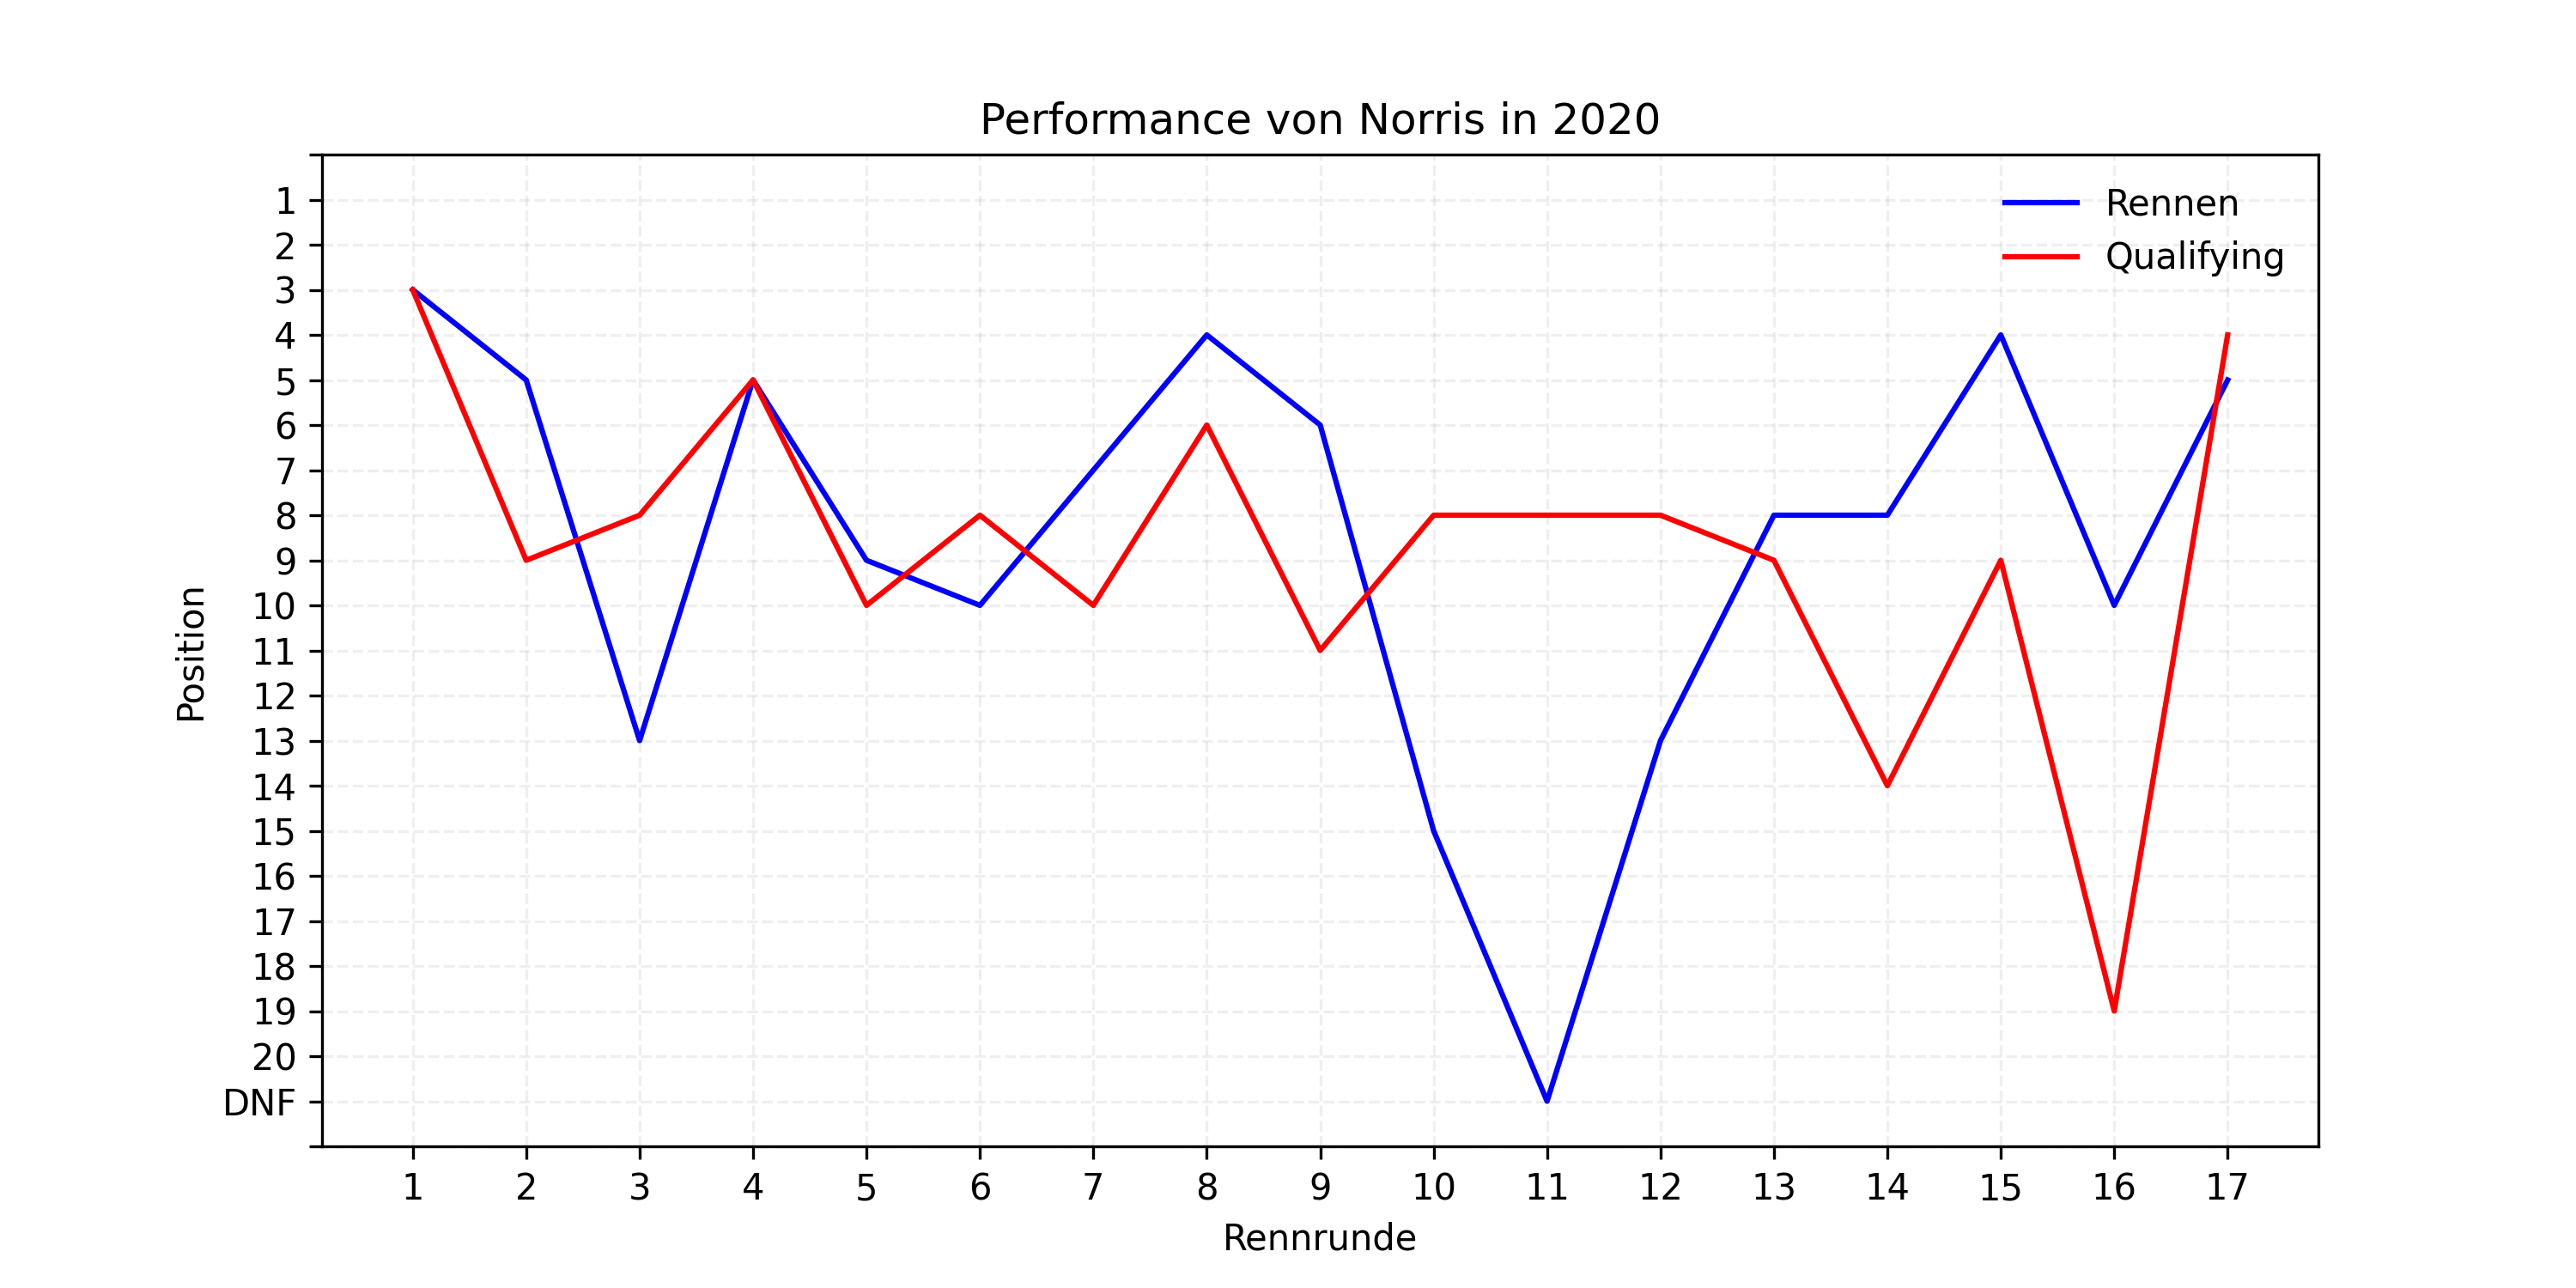 Performance von Norris in 2020
Rennen
Qualifying
Position
1
2
3
4
5
6
7
8
9
10
11
12
13
14
15
16
17
18
19
20
DNF
1 2 3 4 5 6 7 8 9 10 11 12 13 14 15 16 17
Rennrunde